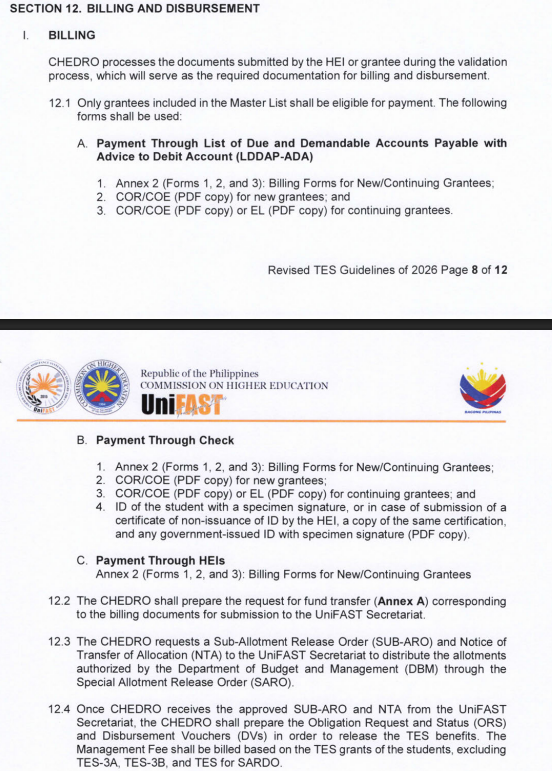 SECTION 12. BILLING AND DISBURSEMENT
I. BILLING
CHEDRO processes the documents submitted by the HEI or grantee during the validation
process, which will serve as the required documentation for billing and disbursement.
12.1 Only grantees included in the Master List shall be eligible for payment. The following
forms shall be used:
A. Payment Through List of Due and Demandable Accounts Payable with
Advice to Debit Account (LDDAP-ADA)
1. Annex 2 (Forms 1, 2, and 3): Billing Forms for New/Continuing Grantees;
2. COR/COE (PDF copy) for new grantees; and
3. COR/COE (PDF copy) or EL (PDF copy) for continuing grantees.
Revised TES Guidelines of 2026 Page 8 of 12
Republic of the Philippines
COMMISSION ON HIGHER EDUCATION
UniFAST
BAGONG PILIPINAS
B. Payment Through Check
1. Annex 2 (Forms 1, 2, and 3): Billing Forms for New/Continuing Grantees;
2. COR/COE (PDF copy) for new grantees;
3. COR/COE (PDF copy) or EL (PDF copy) for continuing grantees; and
4. ID of the student with a specimen signature, or in case of submission of a
certificate of non-issuance of ID by the HEI, a copy of the same certification,
and any government-issued ID with specimen signature (PDF copy).
C. Payment Through HEIs
Annex 2 (Forms 1, 2, and 3): Billing Forms for New/Continuing Grantees
12.2 The CHEDRO shall prepare the request for fund transfer (Annex A) corresponding
to the billing documents for submission to the UniFAST Secretariat.
12.3 The CHEDRO requests a Sub-Allotment Release Order (SUB-ARO) and Notice of
Transfer of Allocation (NTA) to the UniFAST Secretariat to distribute the allotments
authorized by the Department of Budget and Management (DBM) through the
Special Allotment Release Order (SARO).
12.4 Once CHEDRO receives the approved SUB-ARO and NTA from the UniFAST
Secretariat, the CHEDRO shall prepare the Obligation Request and Status (ORS)
and Disbursement Vouchers (DVs) in order to release the TES benefits. The
Management Fee shall be billed based on the TES grants of the students, excluding
TES-3A, TES-3B, and TES for SARDO.